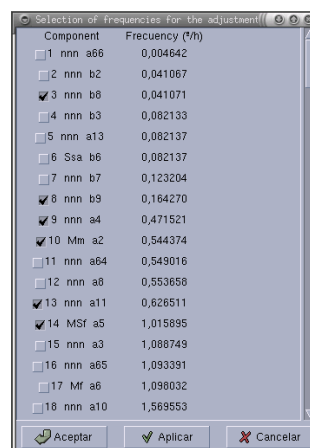 Selection of frequencies for the adjustment
Component Frecuency (°/h)
1 nnn a66 0,004642
2 nnn b2 0,041067
3 nnn b8 0,041071
4 nnn b3 0,082133
5 nnn a13 0,082137
6 Ssa b6 0,082137
7 nnn b7 0,123204
8 nnn b9 0,164270
9 nnn a4 0,471521
10 Mm a2 0,544374
11 nnn a64 0,549016
12 nnn a8 0,553658
13 nnn a11 0,626511
14 MSf a5 1,015895
15 nnn a3 1,088749
16 nnn a65 1,093391
17 Mf a6 1,098032
18 nnn a10 1,569553
Aceptar Aplicar Cancelar